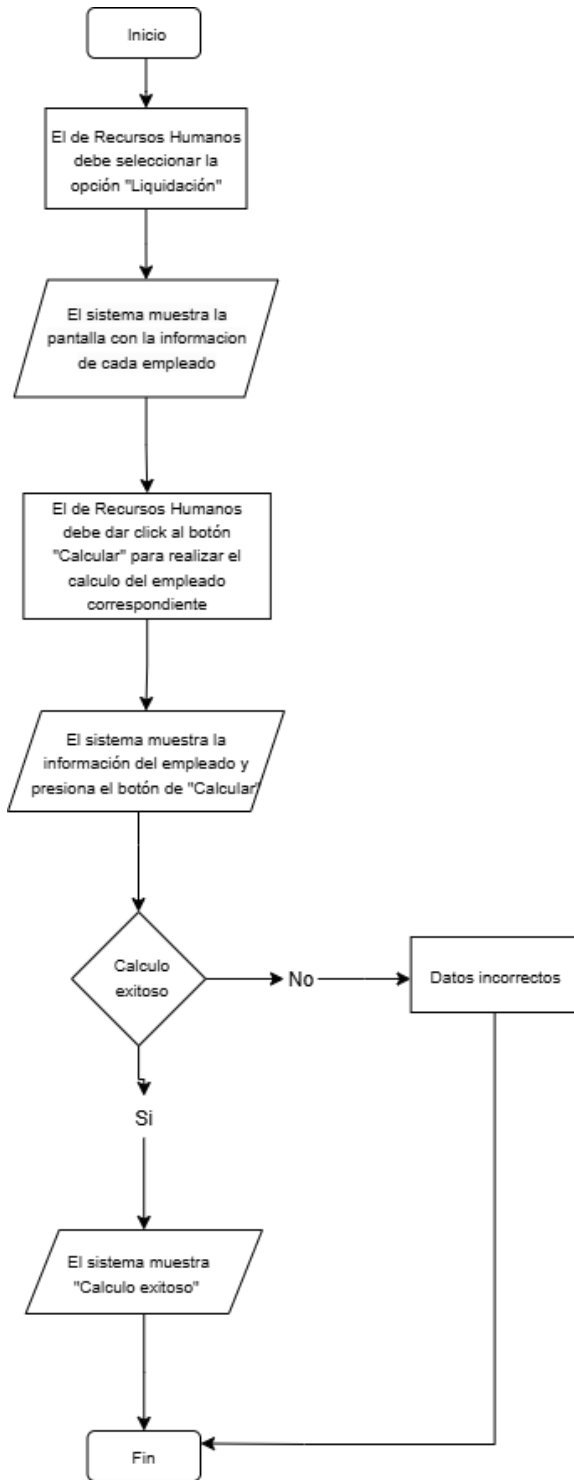 Inicio
El de Recursos Humanos
debe seleccionar la
opción "Liquidación"
El sistema muestra la
pantalla con la informacion
de cada empleado
El de Recursos Humanos
debe dar click al botón
"Calcular" para realizar el
calculo del empleado
correspondiente
El sistema muestra la
información del empleado y
presiona el botón de "Calcular"
Calculo
exitoso
No
Datos incorrectos
Si
El sistema muestra
"Calculo exitoso"
Fin